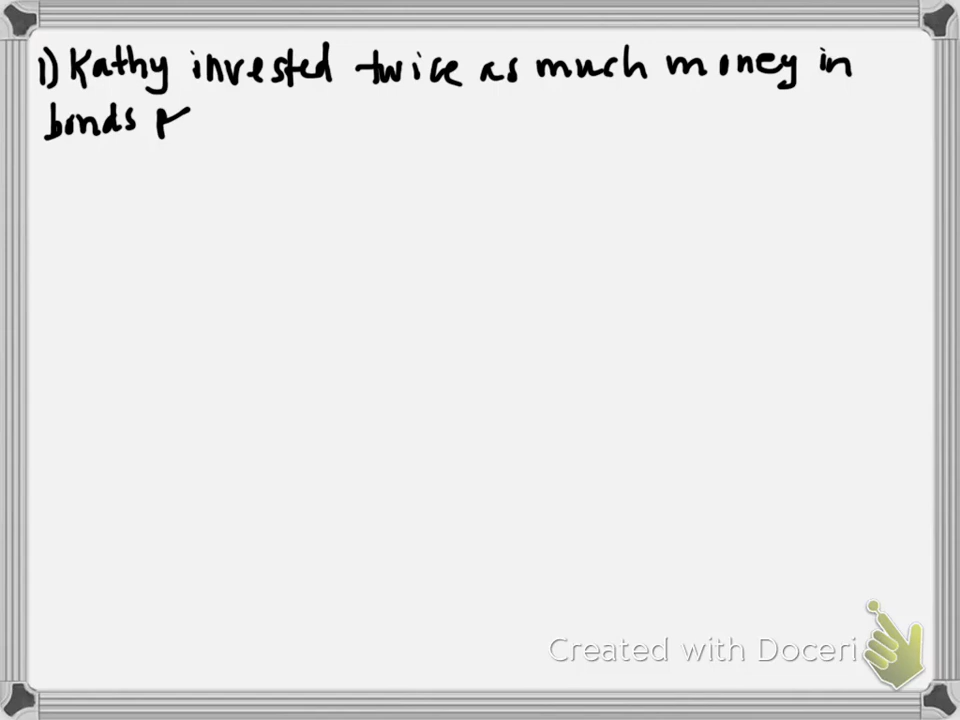 1) Kathy invested twice as much money in
bonds
Created with Doceri